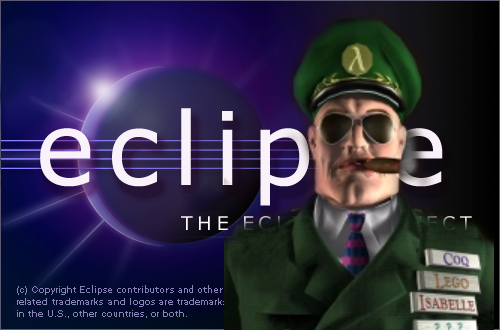 λ
eclip e
THE ECL ECT
(c) Copyright Eclipse contributors and other
related trademarks and logos are trademark
in the U.S., other countries, or both.
COQ
LEGO
ISABELLE
???